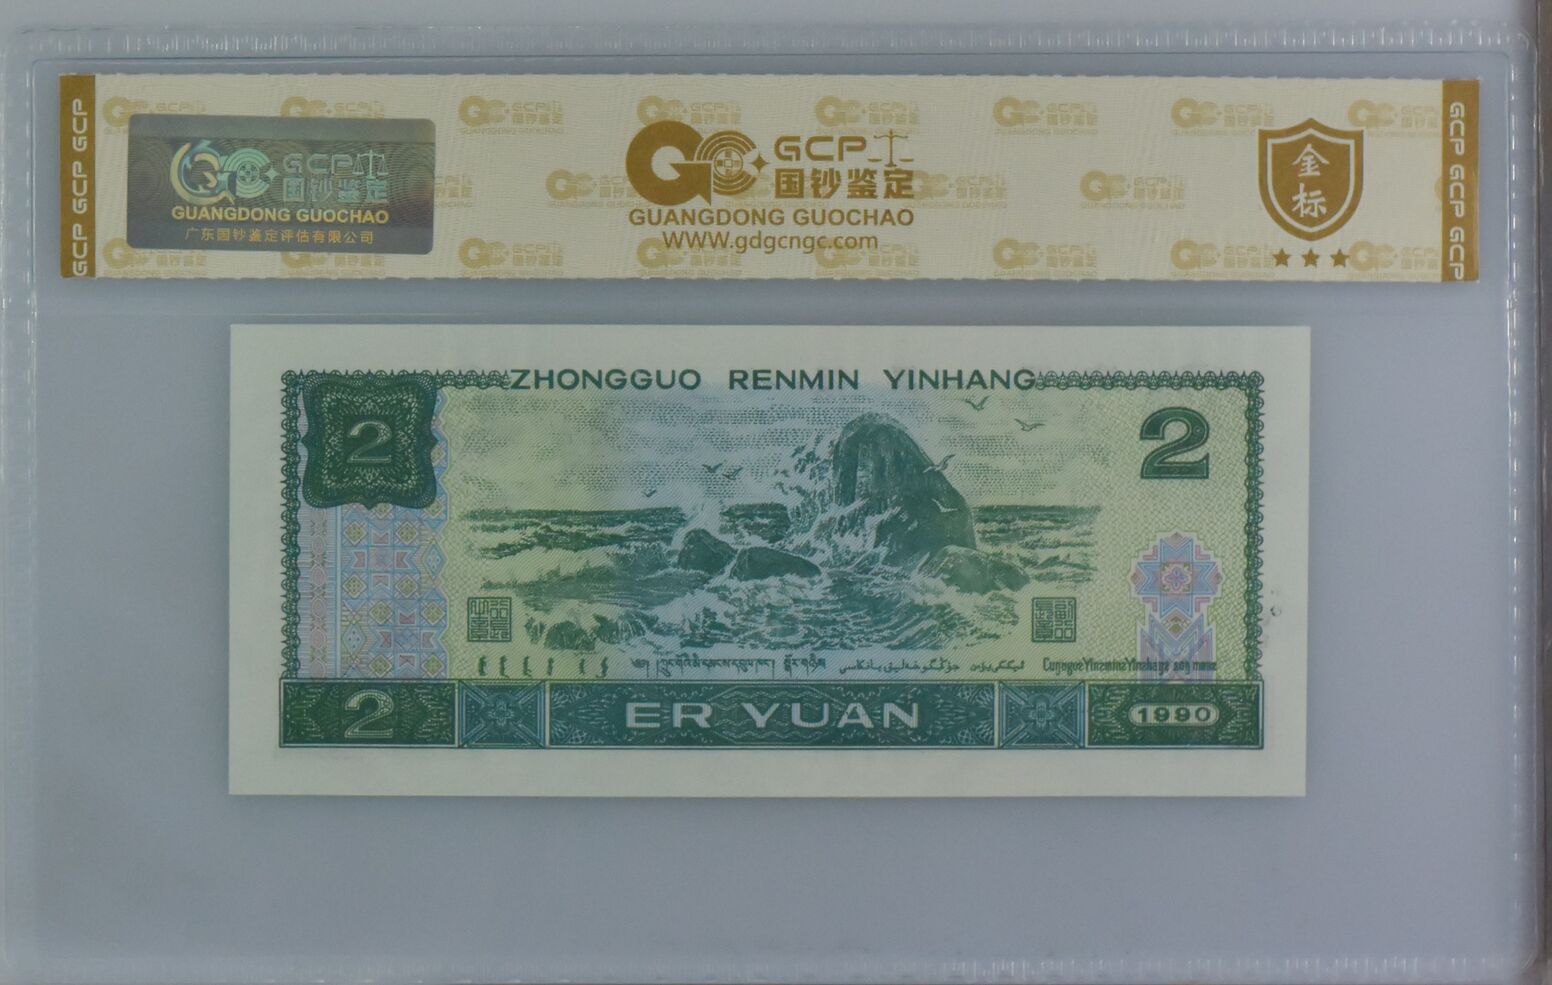 GCP GCP GCP
GCP
国钞鉴定
GUANGDONG GUOCHAO
广东国钞鉴定评估有限公司
GCP
国钞鉴定
GUANGDONG GUOCHAO
WWW.gdgcngc.com
金标
GCP GCP GCP
ZHONGGUO RENMIN YINHANG
2
2
2
ER YUAN
1990